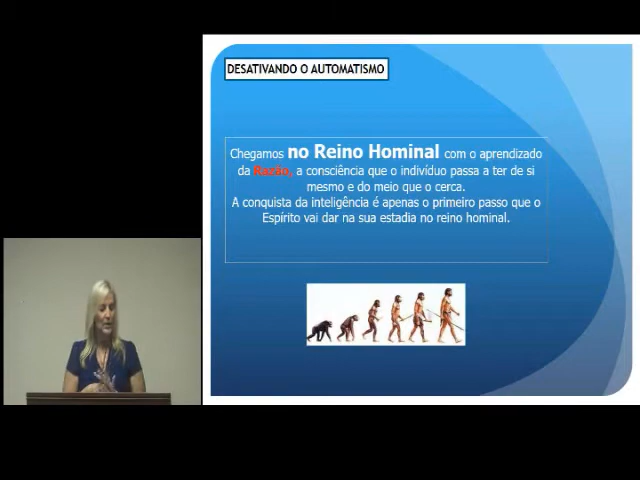 DESATIVANDO O AUTOMATISMO
Chegamos no Reino Hominal com o aprendizado
da Razão, a consciência que o indivíduo passa a ter de si
mesmo e do meio que o cerca.
A conquista da inteligência é apenas o primeiro passo que o
Espírito vai dar na sua estadia no reino hominal.